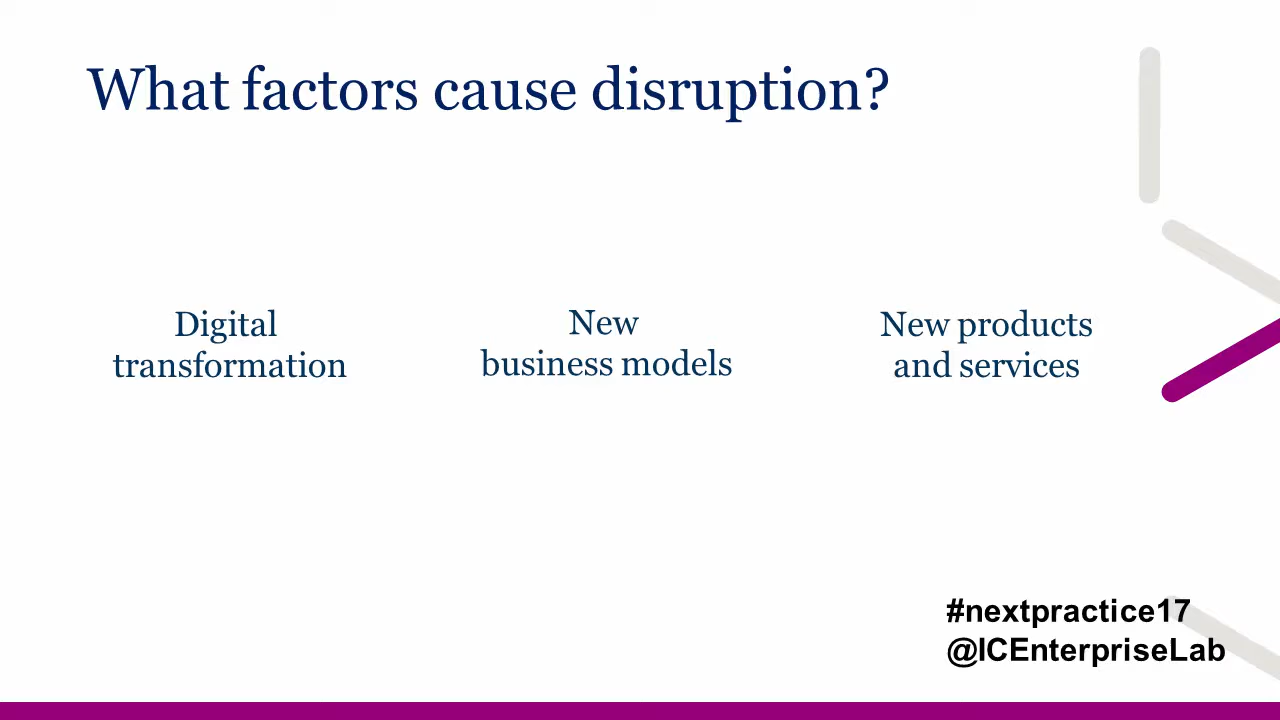 What factors cause disruption?
Digital
transformation
New
business models
New products
and services
#nextpractice17
@ICEnterpriseLab